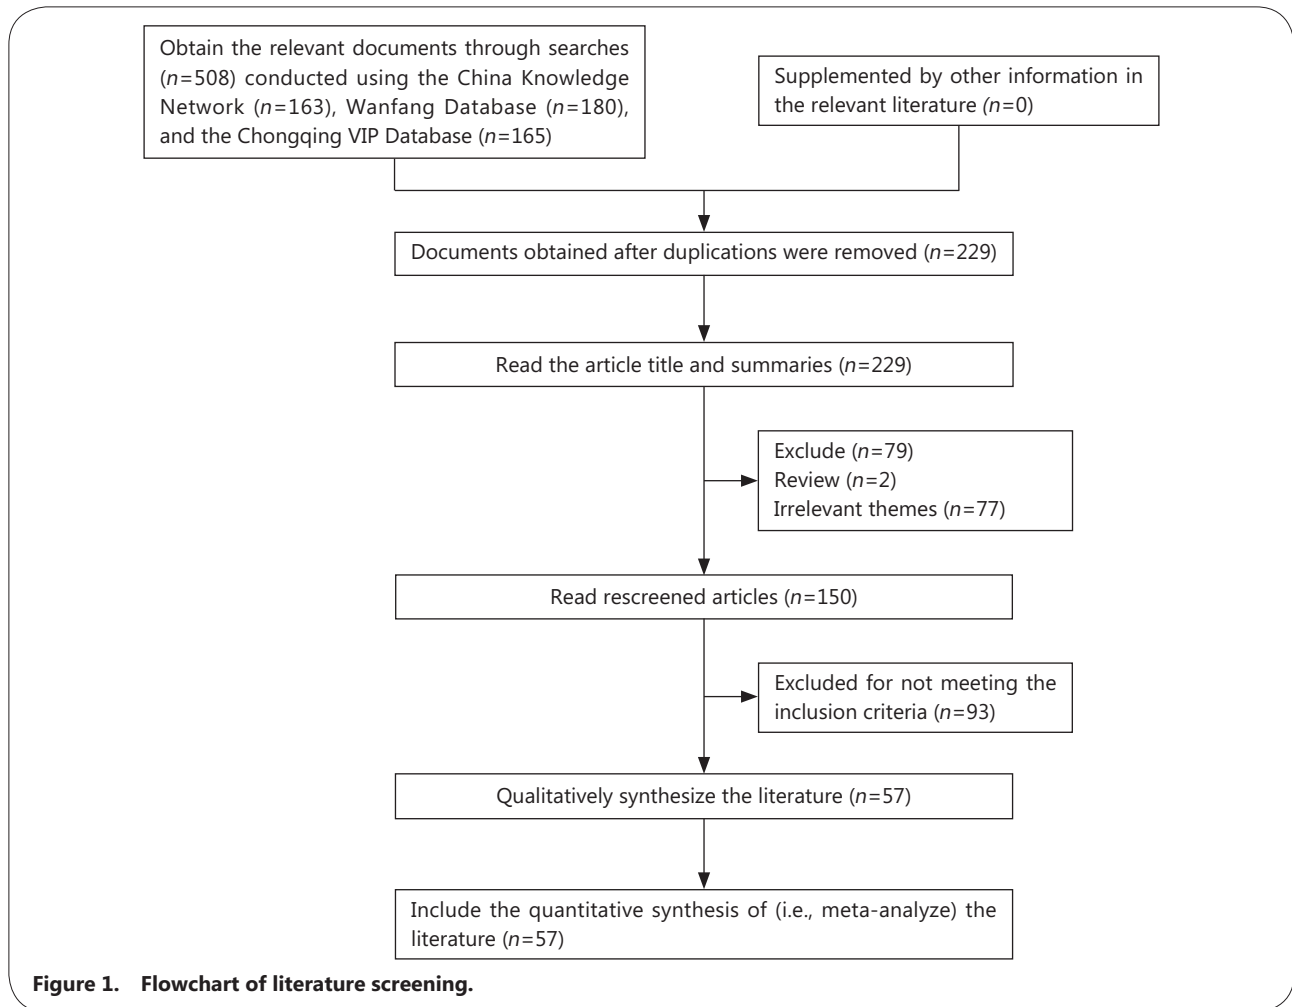 Obtain the relevant documents through searches
(n=508) conducted using the China Knowledge
Network (n=163), Wanfang Database (n=180),
and the Chongqing VIP Database (n=165)
Supplemented by other information in
the relevant literature (n=0)
Documents obtained after duplications were removed (n=229)
Read the article title and summaries (n=229)
Exclude (n=79)
Review (n=2)
Irrelevant themes (n=77)
Read rescreened articles (n=150)
Excluded for not meeting the
inclusion criteria (n=93)
Qualitatively synthesize the literature (n=57)
Include the quantitative synthesis of (i.e., meta-analyze) the
literature (n=57)
Figure 1. Flowchart of literature screening.